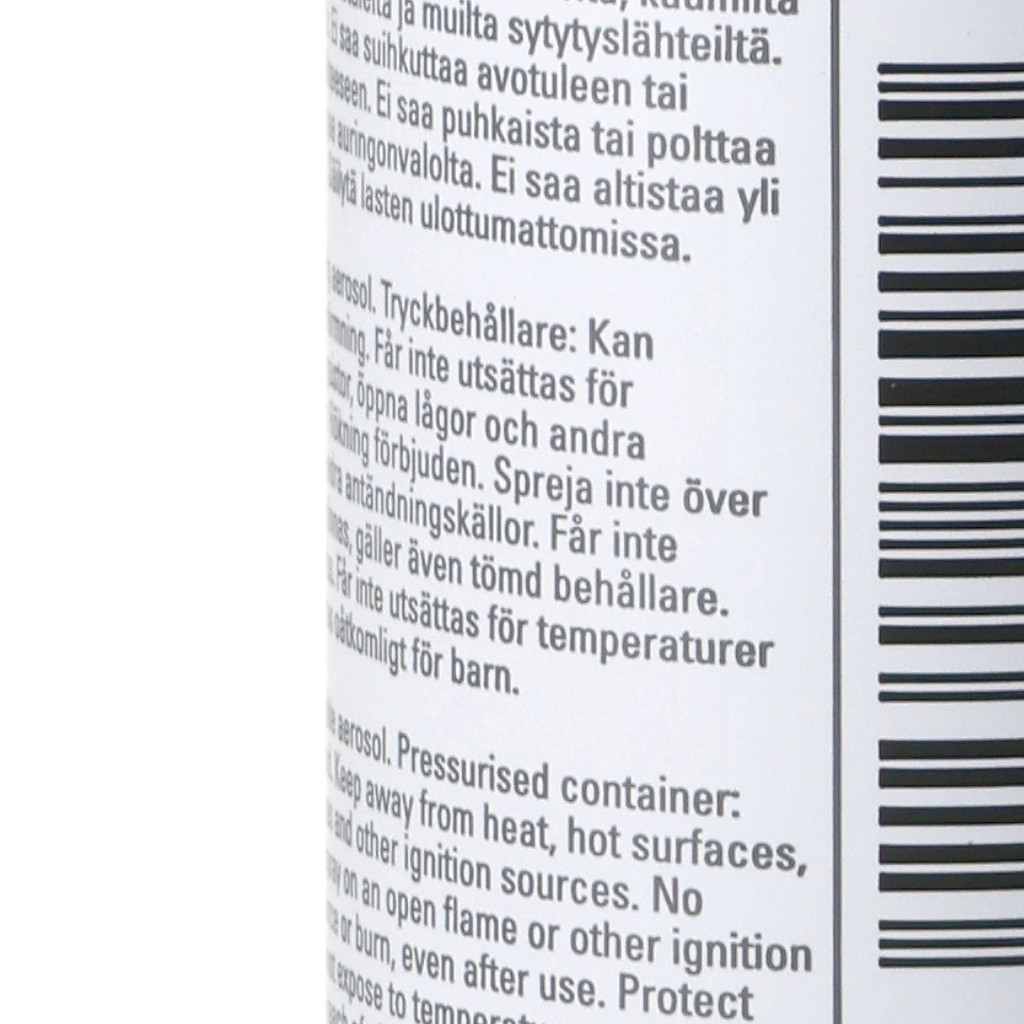 ja muilta sytytyslähteiltä.
saa suihkuttaa avotuleen tai
Ei saa puhkaista tai polttaa
auringonvalolta. Ei saa altistaa yli
lasten ulottumattomissa.
aerosol. Tryckbehållare: Kan
Får inte utsättas för
öppna lågor och andra
förbjuden. Spreja inte över
antändningskällor. Får inte
gäller även tömd behållare.
Får inte utsättas för temperaturer
oåtkomligt för barn.
aerosol. Pressurised container:
Keep away from heat, hot surfaces,
and other ignition sources. No
on an open flame or other ignition
or burn, even after use. Protect
expose to